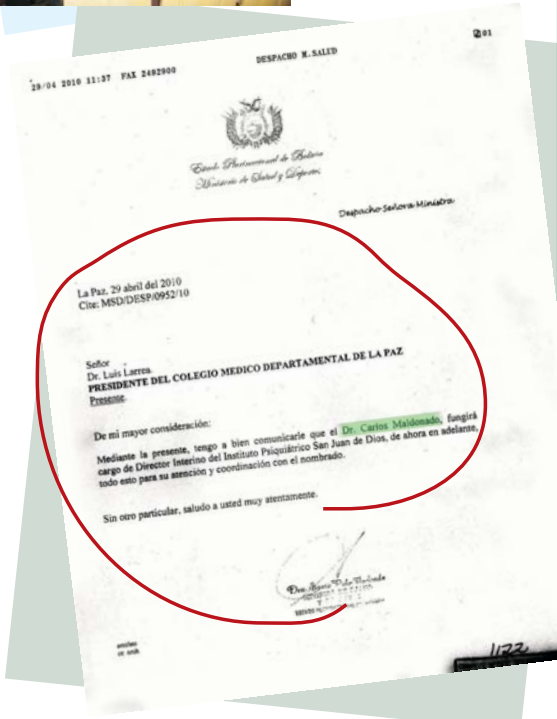 29/04 2010 11:37 FAX 2492900 DESPACHO M.SALUD 01
Estado Plurinacional de Bolivia
Ministerio de Salud y Deportes
Despacho Señora Ministra
La Paz, 29 abril del 2010
Cite: MSD/DESP/0952/10
Señor
Dr. Luis Larrea
PRESIDENTE DEL COLEGIO MEDICO DEPARTAMENTAL DE LA PAZ
Presente.
De mi mayor consideración:
Mediante la presente, tengo a bien comunicarle que el Dr. Carlos Maldonado, fungirá
cargo de Director Interino del Instituto Psiquiátrico San Juan de Dios, de ahora en adelante,
todo esto para su atención y coordinación con el nombrado.
Sin otro particular, saludo a usted muy atentamente.
1172